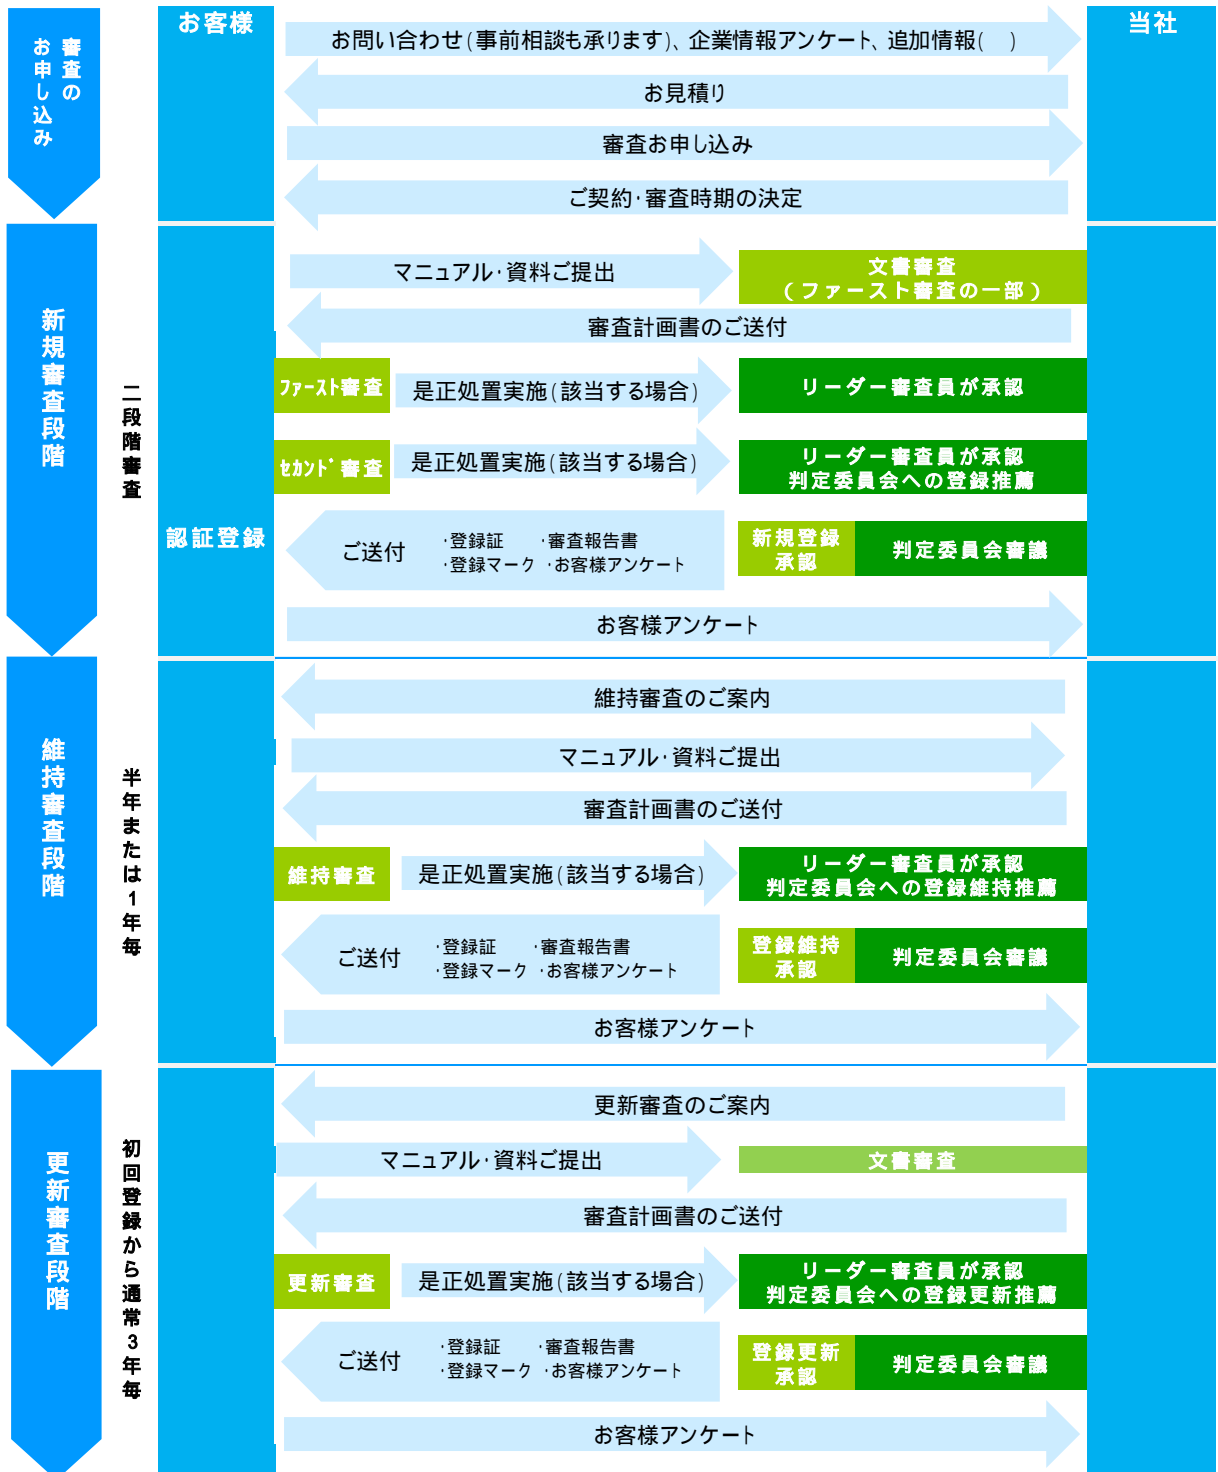 お客様
当社
審査の
お申し込み
お問い合わせ(事前相談も承ります)、企業情報アンケート、追加情報(　)
お見積り
審査お申し込み
ご契約・審査時期の決定
新規審査段階
二段階審査
マニュアル・資料ご提出
文書審査
(ファースト審査の一部)
審査計画書のご送付
ﾌｧｰｽﾄ審査
是正処置実施(該当する場合)
リーダー審査員が承認
ｾｶﾝﾄﾞ審査
是正処置実施(該当する場合)
リーダー審査員が承認
判定委員会への登録推薦
認証登録
ご送付
・登録証　・審査報告書
・登録マーク ・お客様アンケート
新規登録
承認
判定委員会審議
お客様アンケート
維持審査段階
半年または1年毎
維持審査のご案内
マニュアル・資料ご提出
審査計画書のご送付
維持審査
是正処置実施(該当する場合)
リーダー審査員が承認
判定委員会への登録維持推薦
ご送付
・登録証　・審査報告書
・登録マーク ・お客様アンケート
登録維持
承認
判定委員会審議
お客様アンケート
更新審査段階
初回登録から通常3年毎
更新審査のご案内
マニュアル・資料ご提出
文書審査
審査計画書のご送付
更新審査
是正処置実施(該当する場合)
リーダー審査員が承認
判定委員会への登録更新推薦
ご送付
・登録証　・審査報告書
・登録マーク ・お客様アンケート
登録更新
承認
判定委員会審議
お客様アンケート